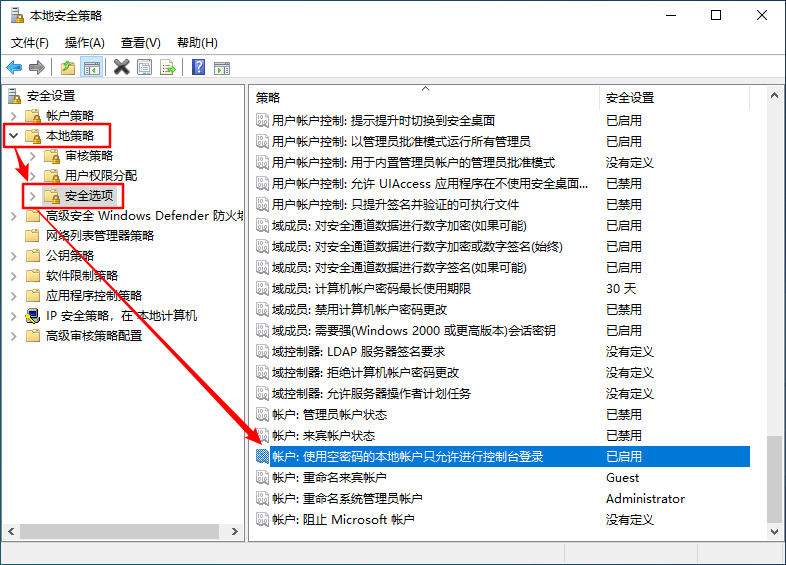 本地安全策略
文件(F) 操作(A) 查看(V) 帮助(H)
安全设置
帐户策略
本地策略
审核策略
用户权限分配
安全选项
高级安全 Windows Defender 防火墙
网络列表管理器策略
公钥策略
软件限制策略
应用程序控制策略
IP 安全策略，在 本地计算机
高级审核策略配置
策略 安全设置
用户帐户控制: 提示提升时切换到安全桌面 已启用
用户帐户控制: 以管理员批准模式运行所有管理员 已启用
用户帐户控制: 用于内置管理员帐户的管理员批准模式 没有定义
用户帐户控制: 允许 UIAccess 应用程序在不使用安全桌面... 已禁用
用户帐户控制: 只提升签名并验证的可执行文件 已禁用
域成员: 对安全通道数据进行数字加密(如果可能) 已启用
域成员: 对安全通道数据进行数字加密或数字签名(始终) 已启用
域成员: 对安全通道数据进行数字签名(如果可能) 已启用
域成员: 计算机帐户密码最长使用期限 30 天
域成员: 禁用计算机帐户密码更改 已禁用
域成员: 需要强(Windows 2000 或更高版本)会话密钥 已启用
域控制器: LDAP 服务器签名要求 没有定义
域控制器: 拒绝计算机帐户密码更改 没有定义
域控制器: 允许服务器操作者计划任务 没有定义
帐户: 管理员帐户状态 已禁用
帐户: 来宾帐户状态 已禁用
帐户: 使用空密码的本地帐户只允许进行控制台登录 已启用
帐户: 重命名来宾帐户 Guest
帐户: 重命名系统管理员帐户 Administrator
帐户: 阻止 Microsoft 帐户 没有定义